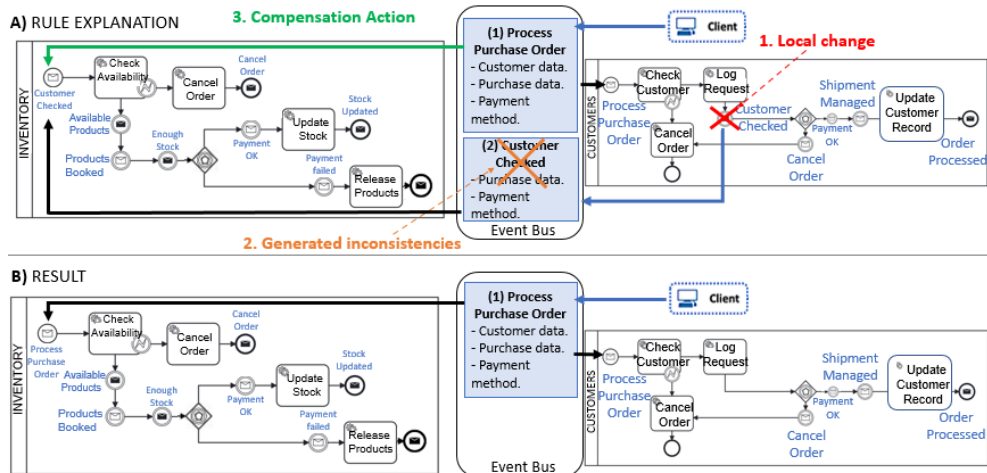 A) RULE EXPLANATION
3. Compensation Action
(1) Process
Purchase Order
- Customer data.
- Purchase data.
- Payment
method.
Client
1. Local change
INVENTORY
Customer
Checked
Check
Availability
Cancel
Order
Cancel
Order
Available
Products
Products
Booked
Enough
Stock
Payment
OK
Update
Stock
Stock
Updated
Payment
failed
Release
Products
(2) Customer
Checked
- Purchase data.
- Payment
method.
Event Bus
2. Generated inconsistencies
CUSTOMERS
Process
Purchase
Order
Check
Customer
Log
Request
Cancel
Order
Customer
Checked
Shipment
Managed
Payment
OK
Cancel
Order
Update
Customer
Record
Order
Processed
B) RESULT
(1) Process
Purchase Order
- Customer data.
- Purchase data.
- Payment
method.
Event Bus
Client
INVENTORY
Process
Purchase
Order
Check
Availability
Cancel
Order
Cancel
Order
Available
Products
Products
Booked
Enough
Stock
Payment
OK
Update
Stock
Stock
Updated
Payment
failed
Release
Products
CUSTOMERS
Process
Purchase
Order
Check
Customer
Log
Request
Cancel
Order
Shipment
Managed
Payment
OK
Cancel
Order
Update
Customer
Record
Order
Processed